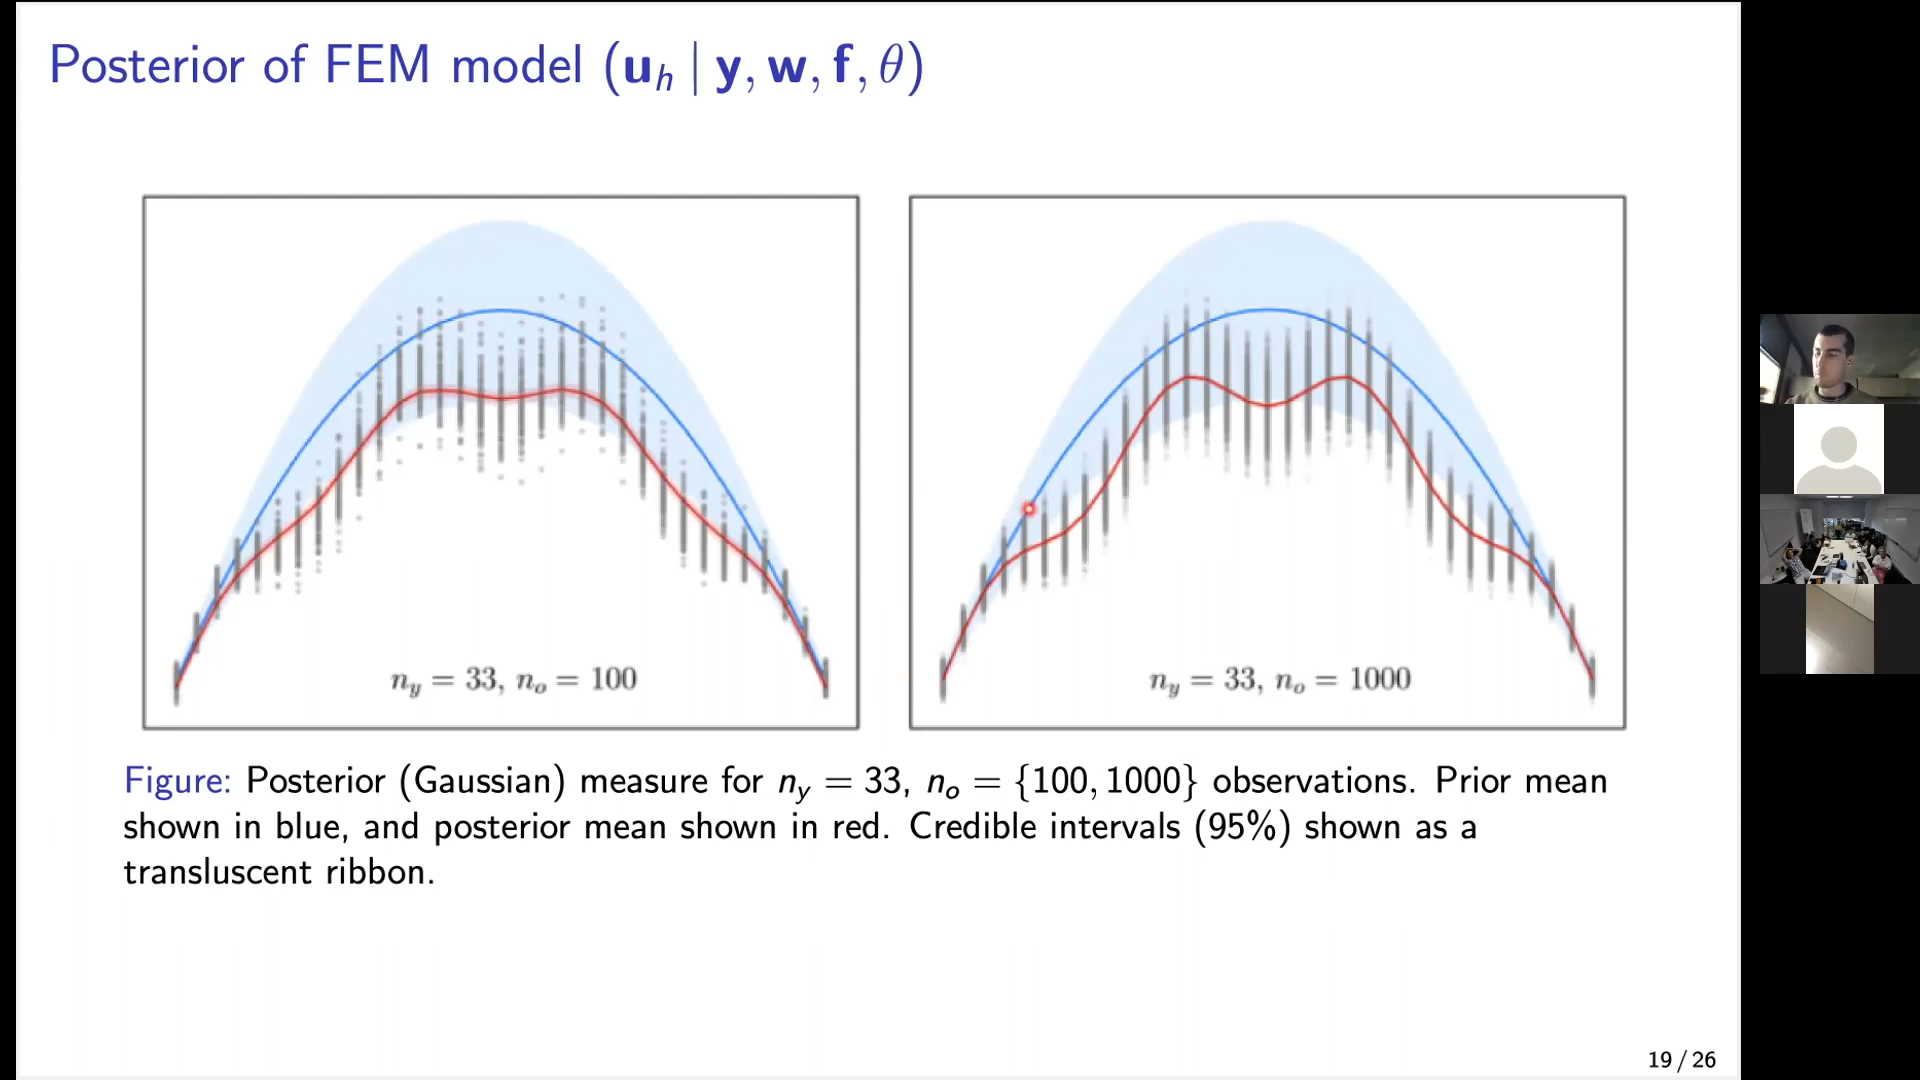 Posterior of FEM model (u_h | y, w, f, θ)
n_y = 33, n_o = 100
n_y = 33, n_o = 1000
Figure: Posterior (Gaussian) measure for n_y = 33, n_o = {100, 1000} observations. Prior mean
shown in blue, and posterior mean shown in red. Credible intervals (95%) shown as a
transluscent ribbon.
19 / 26